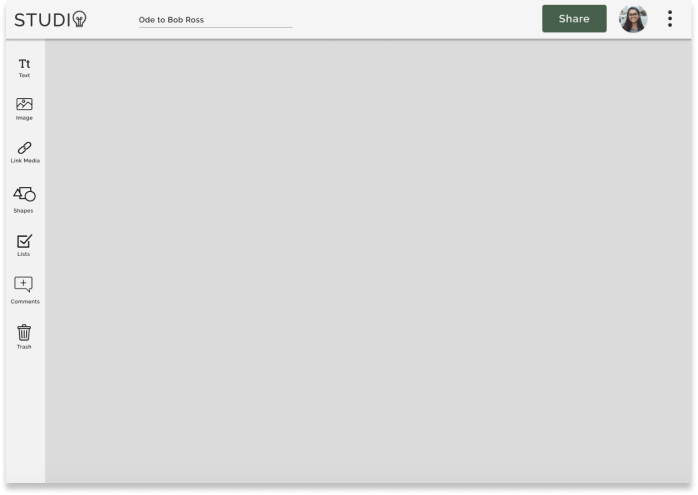 STUDIO
Ode to Bob Ross
Share
Tt
Text
Image
Link Media
Shapes
Lists
Comments
Trash